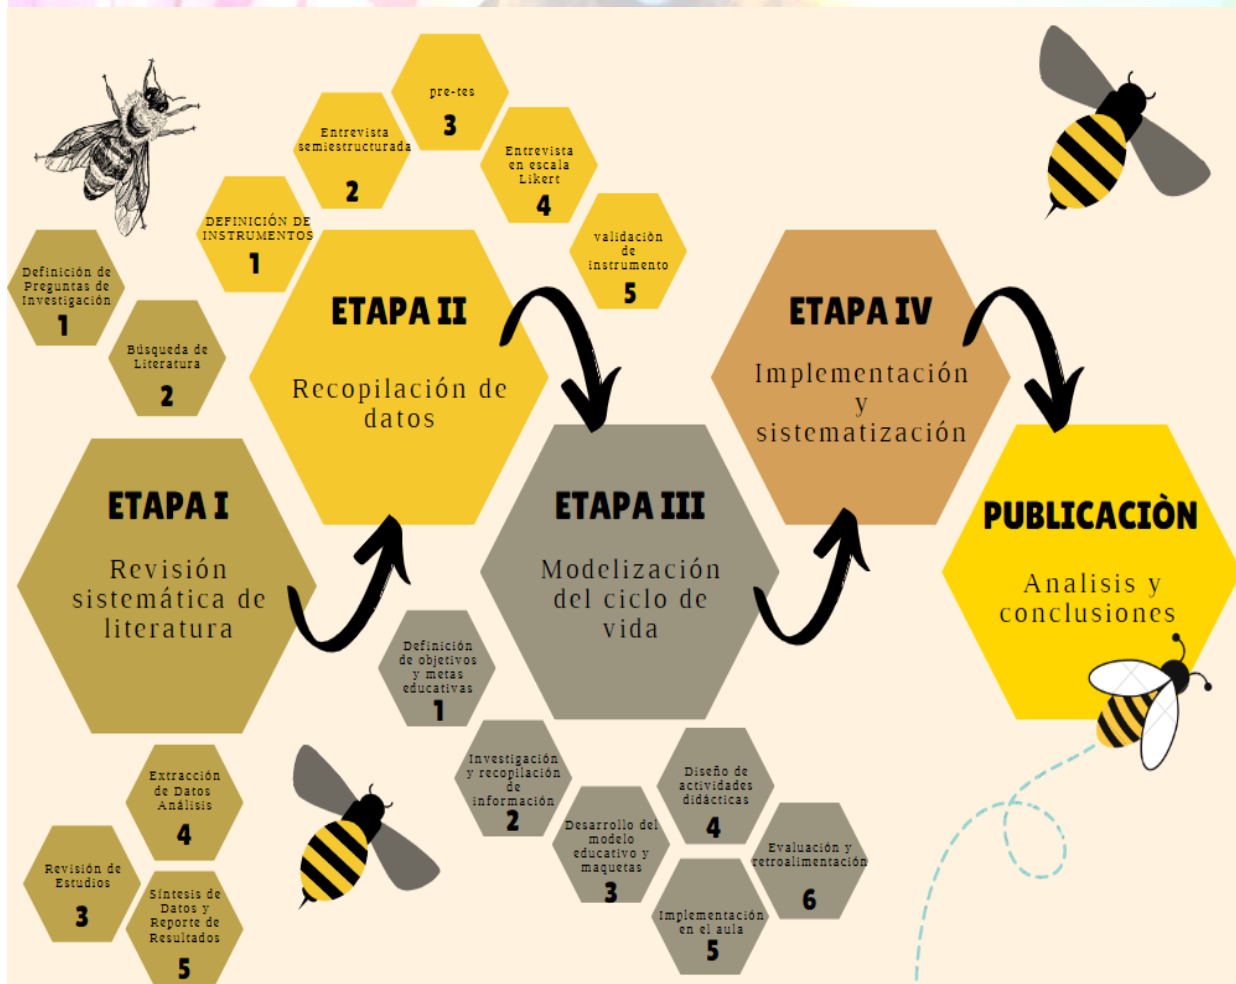 Definición de
Preguntas de
Investigación
1
Búsqueda de
Literatura
2
ETAPA I
Revisión
sistemática de
literatura
Revisión de
Estudios
3
Extracción
de Datos
Análisis
4
Síntesis de
Datos y
Reporte de
Resultados
5
DEFINICIÓN DE
INSTRUMENTOS
1
Entrevista
semiestructurada
2
pre-tes
3
Entrevista
en escala
Likert
4
validaciòn
de
instrumento
5
ETAPA II
Recopilación de
datos
ETAPA III
Modelización
del ciclo de
vida
Definición
de objetivos
y metas
educativas
1
Investigación
y recopilación
de
información
2
Desarrollo del
modelo
educativo y
maquetas
3
Diseño de
actividades
didácticas
4
Implementación
en el aula
5
Evaluación y
retroalimentación
6
ETAPA IV
Implementación
y
sistematización
PUBLICACIÒN
Analisis y
conclusiones